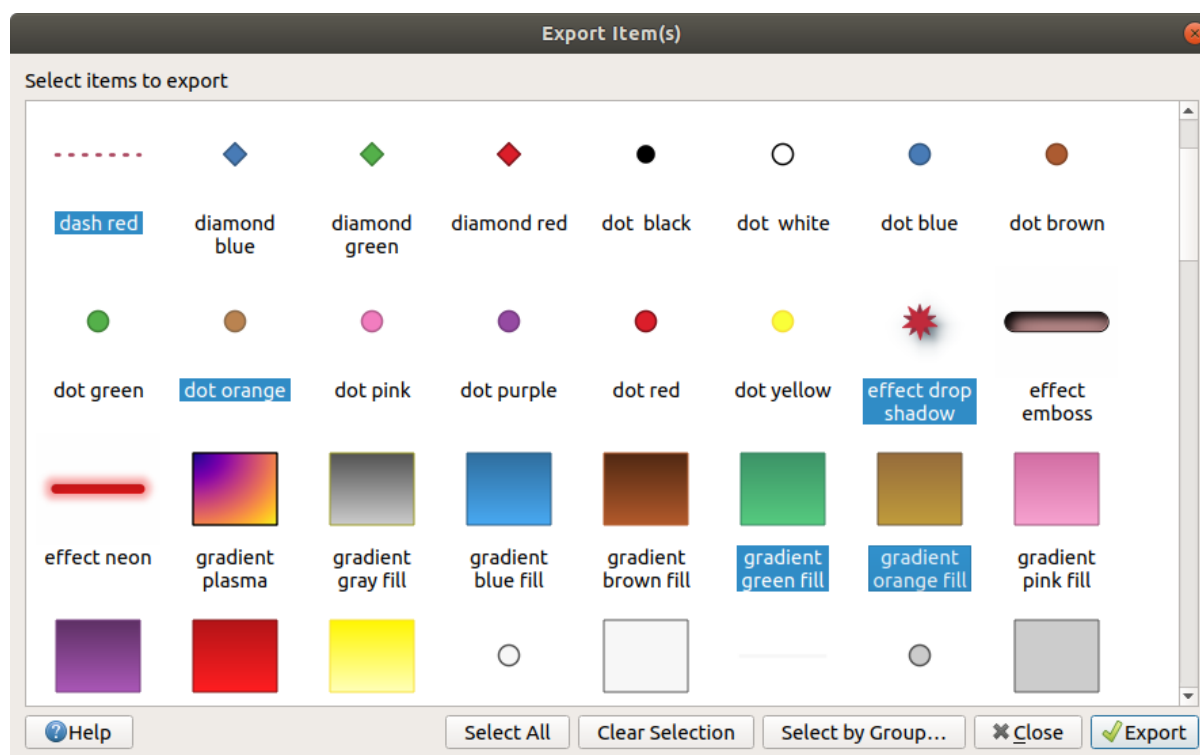 Export Item(s)
Select items to export
dash red
diamond
blue
diamond
green
diamond red
dot  black
dot  white
dot blue
dot brown
dot green
dot orange
dot pink
dot purple
dot red
dot yellow
effect drop
shadow
effect
emboss
effect neon
gradient
plasma
gradient
gray fill
gradient
blue fill
gradient
brown fill
gradient
green fill
gradient
orange fill
gradient
pink fill
Help
Select All
Clear Selection
Select by Group...
Close
Export